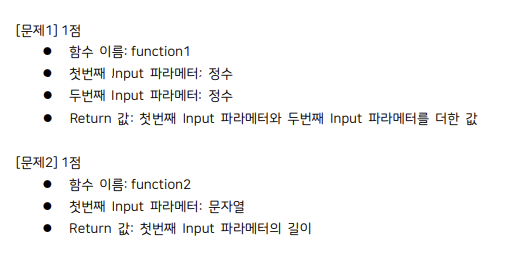 [문제1] 1점
● 함수 이름: function1
● 첫번째 Input 파라메터: 정수
● 두번째 Input 파라메터: 정수
● Return 값: 첫번째 Input 파라메터와 두번째 Input 파라메터를 더한 값
[문제2] 1점
● 함수 이름: function2
● 첫번째 Input 파라메터: 문자열
● Return 값: 첫번째 Input 파라메터의 길이